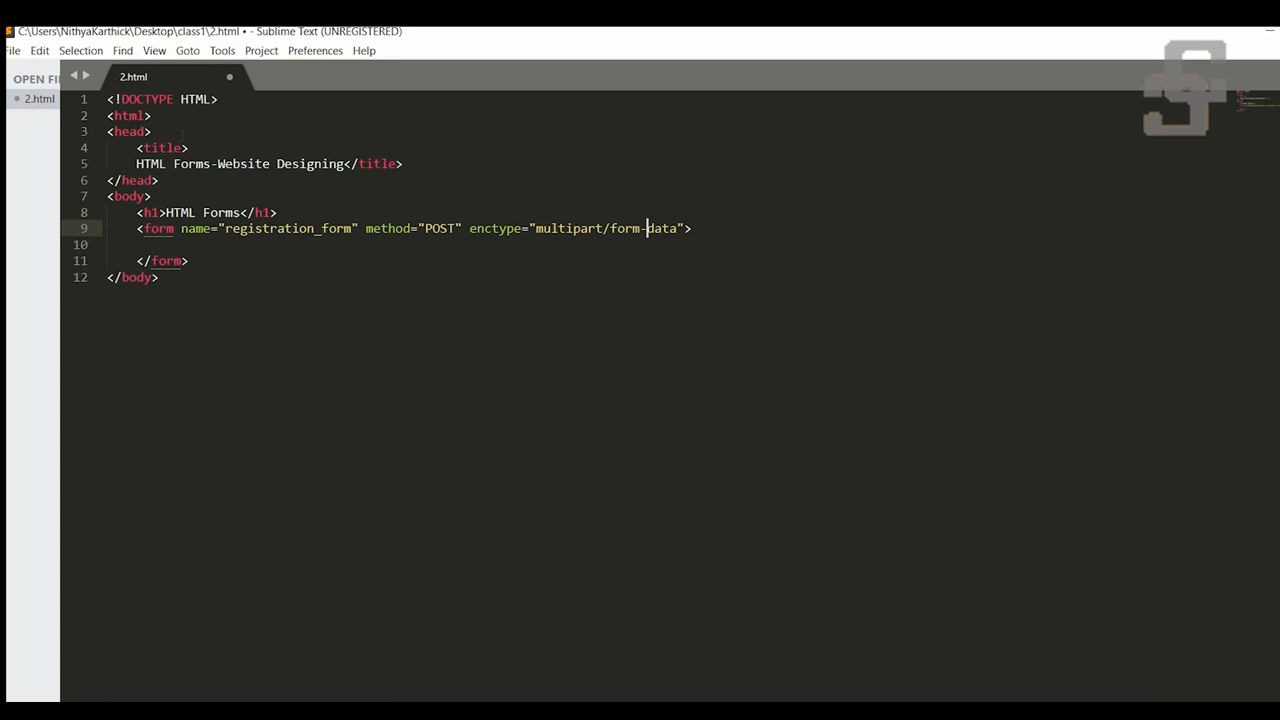 C:\Users\NithyaKarthick\Desktop\class1\2.html • - Sublime Text (UNREGISTERED)
File Edit Selection Find View Goto Tools Project Preferences Help
OPEN FI
2.html
2.html
1 <!DOCTYPE HTML>
2 <html>
3 <head>
4 <title>
5 HTML Forms-Website Designing</title>
6 </head>
7 <body>
8 <h1>HTML Forms</h1>
9 <form name="registration_form" method="POST" enctype="multipart/form-data">
10
11 </form>
12 </body>